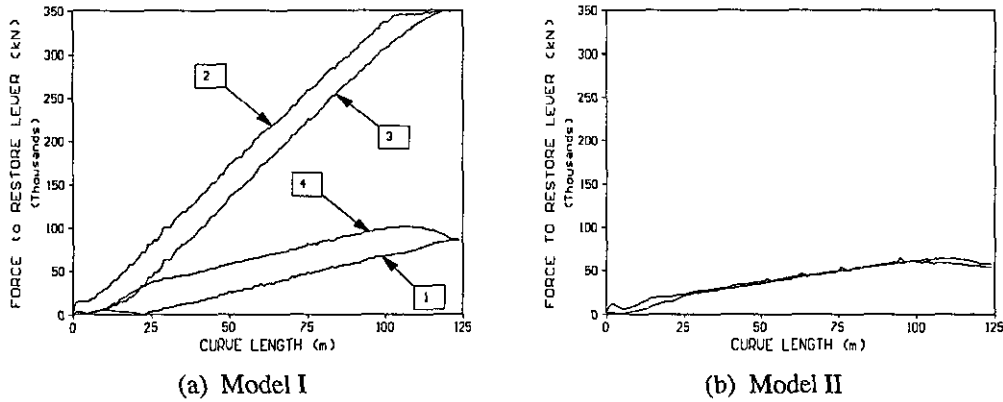 FORCE to RESTORE LEVER (kN)
(Thousands)
350
300
250
200
150
100
50
0
2
3
4
1
0 25 50 75 100 125
CURVE LENGTH (m)
(a) Model I
FORCE TO RESTORE LEVER (kN)
(Thousands)
350
300
250
200
150
100
50
0
0 25 50 75 100 125
CURVE LENGTH (m)
(b) Model II